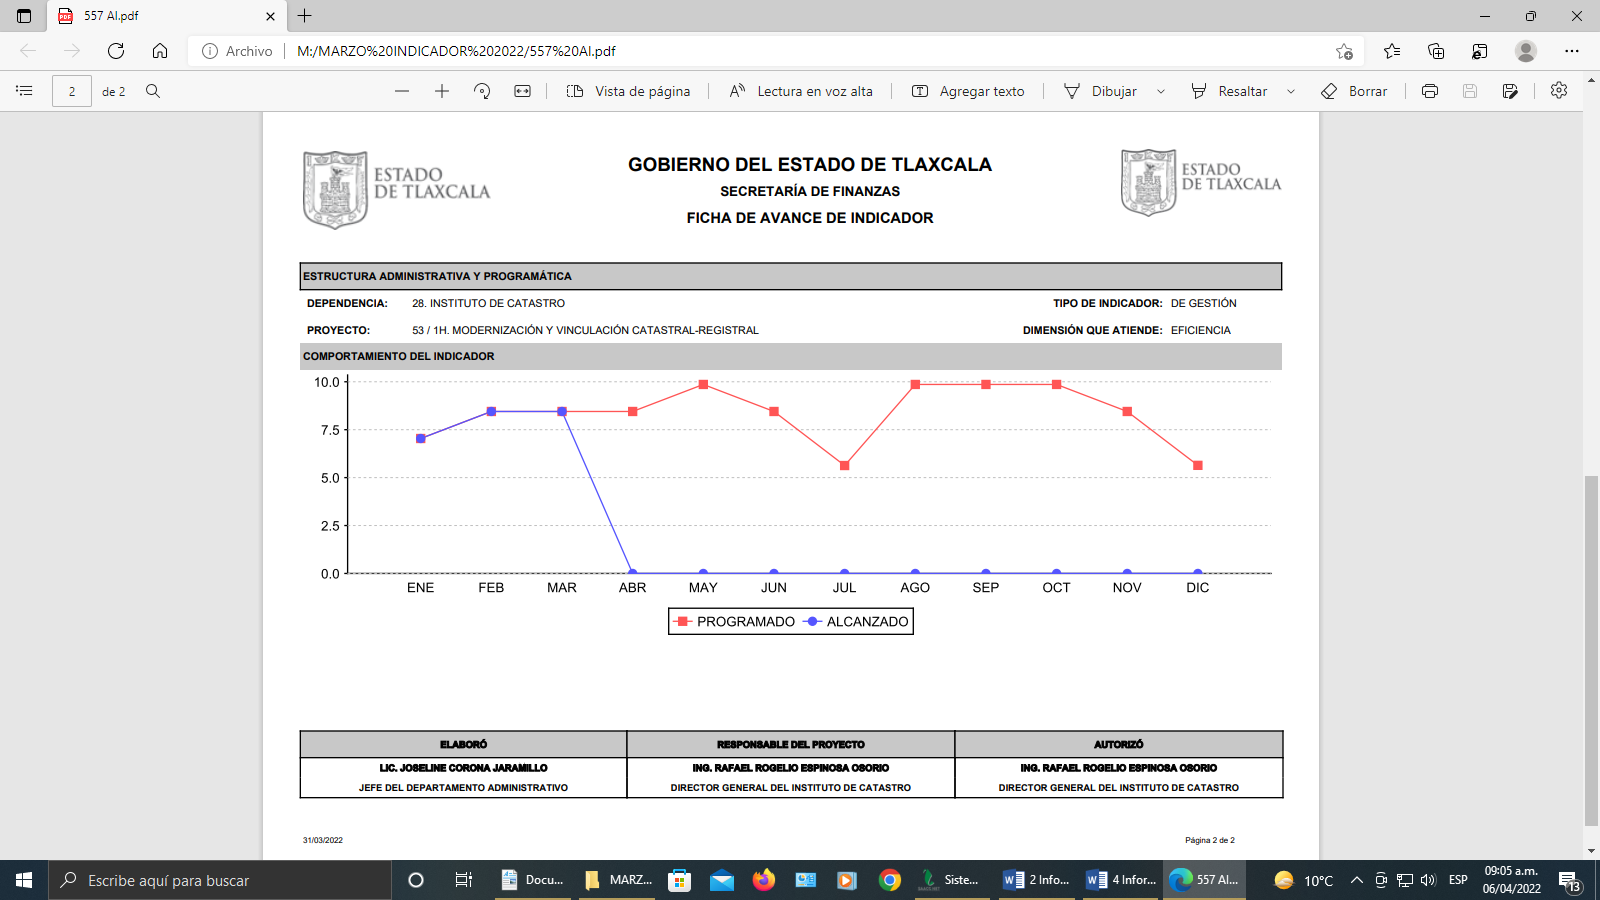 557 AI.pdf
Archivo
M:/MARZO%20INDICADOR%202022/557%20AI.pdf
2 de 2
Vista de página
Lectura en voz alta
Agregar texto
Dibujar
Resaltar
Borrar
ESTADO DE TLAXCALA
GOBIERNO DEL ESTADO DE TLAXCALA
SECRETARÍA DE FINANZAS
FICHA DE AVANCE DE INDICADOR
ESTADO DE TLAXCALA
ESTRUCTURA ADMINISTRATIVA Y PROGRAMÁTICA
DEPENDENCIA: 28. INSTITUTO DE CATASTRO TIPO DE INDICADOR: DE GESTIÓN
PROYECTO: 53 / 1H. MODERNIZACIÓN Y VINCULACIÓN CATASTRAL-REGISTRAL DIMENSIÓN QUE ATIENDE: EFICIENCIA
COMPORTAMIENTO DEL INDICADOR
10.0
7.5
5.0
2.5
0.0
ENE FEB MAR ABR MAY JUN JUL AGO SEP OCT NOV DIC
PROGRAMADO ALCANZADO
ELABORÓ RESPONSABLE DEL PROYECTO AUTORIZÓ
LIC. JOSELINE CORONA JARAMILLO ING. RAFAEL ROGELIO ESPINOSA OSORIO ING. RAFAEL ROGELIO ESPINOSA OSORIO
JEFE DEL DEPARTAMENTO ADMINISTRATIVO DIRECTOR GENERAL DEL INSTITUTO DE CATASTRO DIRECTOR GENERAL DEL INSTITUTO DE CATASTRO
31/03/2022 Página 2 de 2
Escribe aquí para buscar
Docu...
MARZ...
Siste...
2 Info...
4 Infor...
557 AI...
10°C
ESP
09:05 a.m.
06/04/2022
13